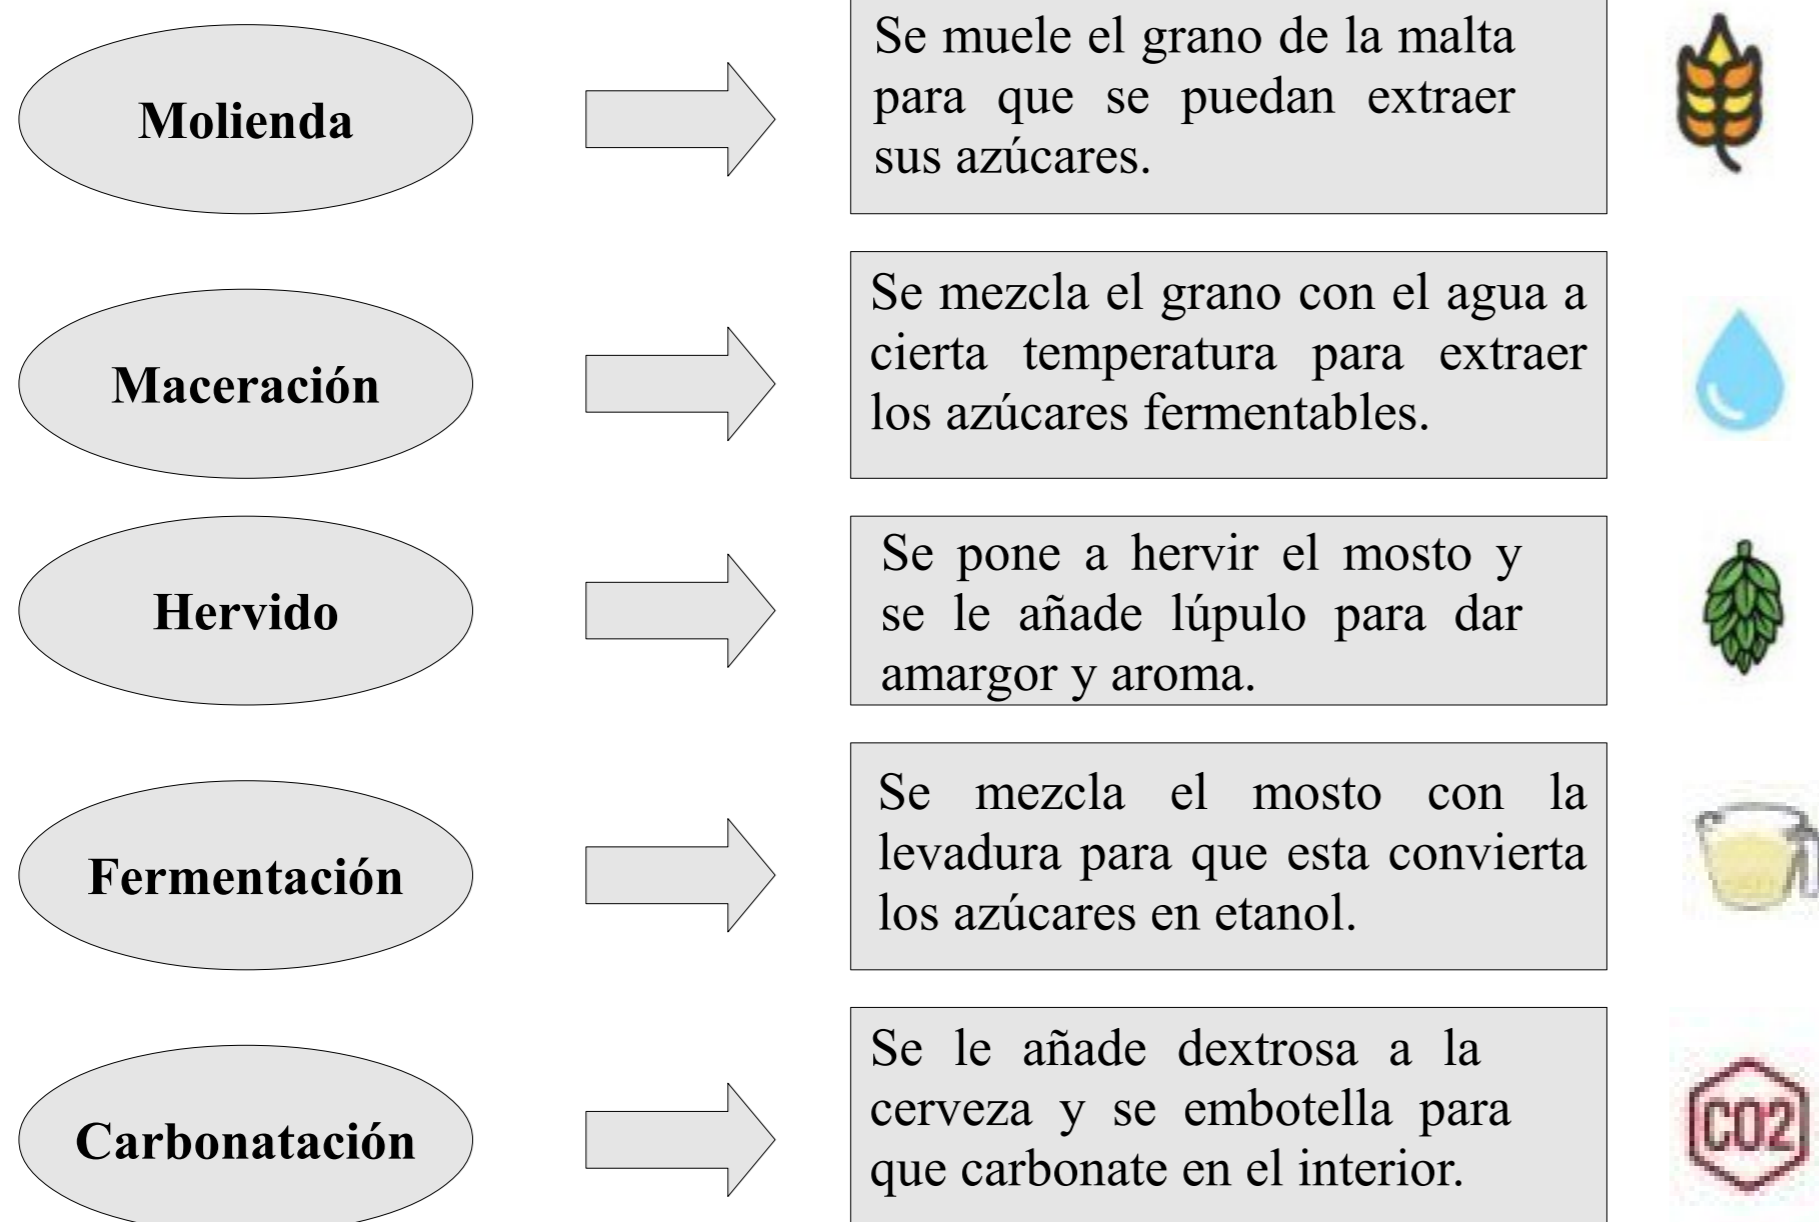 Molienda
Se muele el grano de la malta
para que se puedan extraer
sus azúcares.
Maceración
Se mezcla el grano con el agua a
cierta temperatura para extraer
los azúcares fermentables.
Hervido
Se pone a hervir el mosto y
se le añade lúpulo para dar
amargor y aroma.
Fermentación
Se mezcla el mosto con la
levadura para que esta convierta
los azúcares en etanol.
Carbonatación
Se le añade dextrosa a la
cerveza y se embotella para
que carbonate en el interior.
CO2